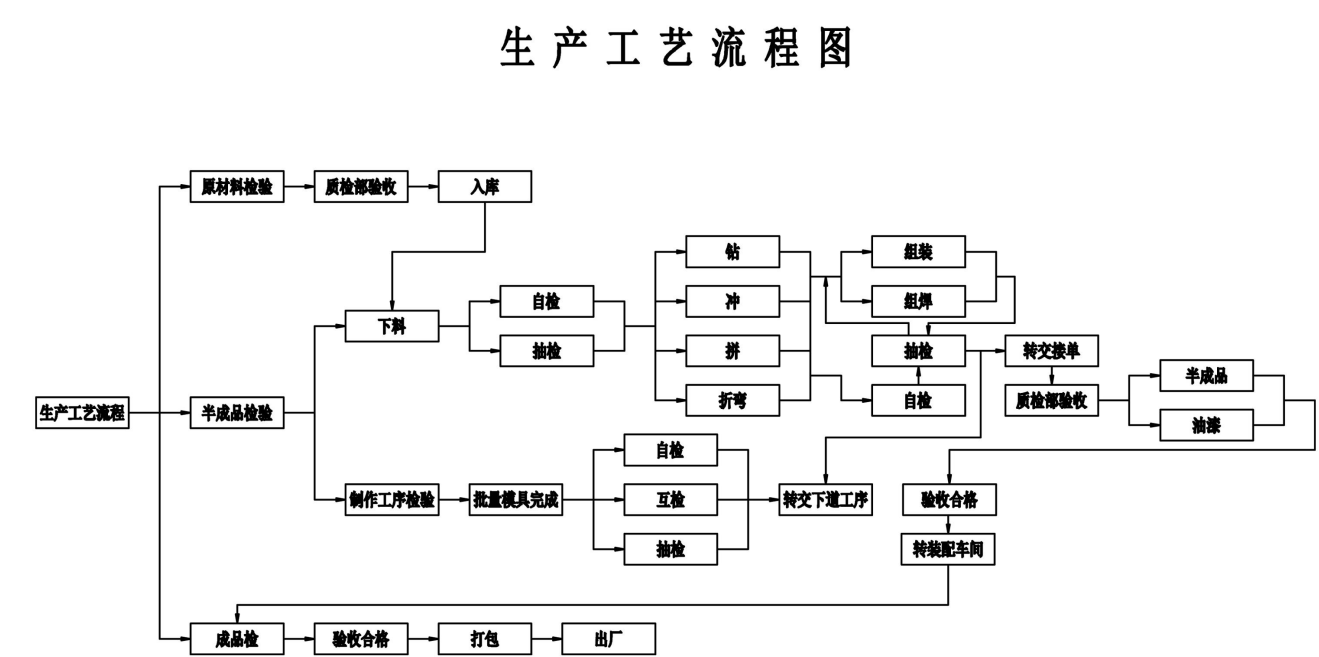 生产工艺流程图
原材料检验
质检部验收
入库
钻
组装
自检
冲
组焊
下料
抽检
拼
抽检
转交接单
半成品
生产工艺流程
半成品检验
折弯
自检
质检部验收
油漆
自检
制作工序检验
批量模具完成
互检
转交下道工序
验收合格
抽检
转装配车间
成品检
验收合格
打包
出厂